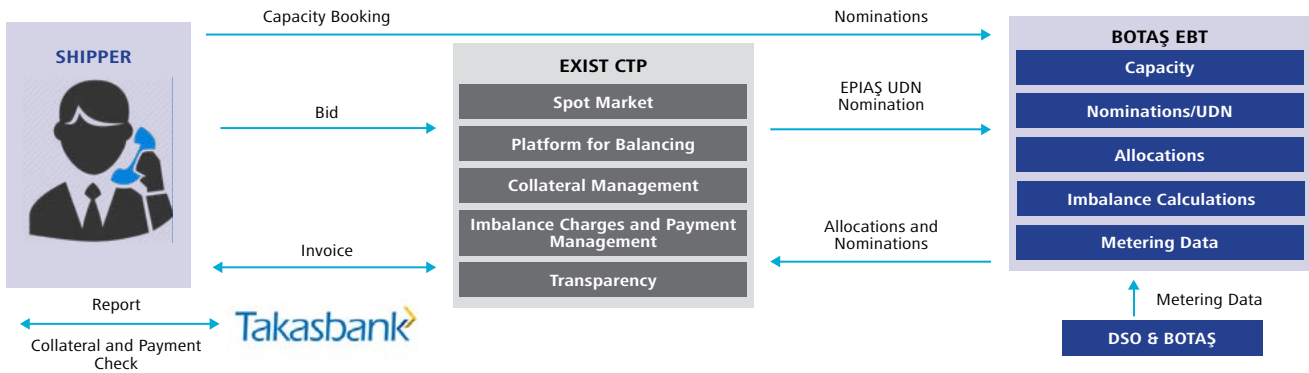 Capacity Booking
Nominations
SHIPPER
Bid
Invoice
Report
Collateral and Payment
Check
Takasbank
EXIST CTP
Spot Market
Platform for Balancing
Collateral Management
Imbalance Charges and Payment
Management
Transparency
EPIAŞ UDN
Nomination
Allocations and
Nominations
BOTAŞ EBT
Capacity
Nominations/UDN
Allocations
Imbalance Calculations
Metering Data
Metering Data
DSO & BOTAŞ